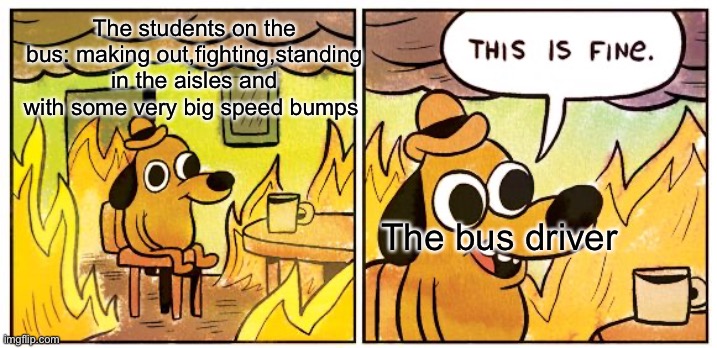 The students on the
bus: making out,fighting,standing
in the aisles and
with some very big speed bumps
THIS IS FINE.
The bus driver
imgflip.com